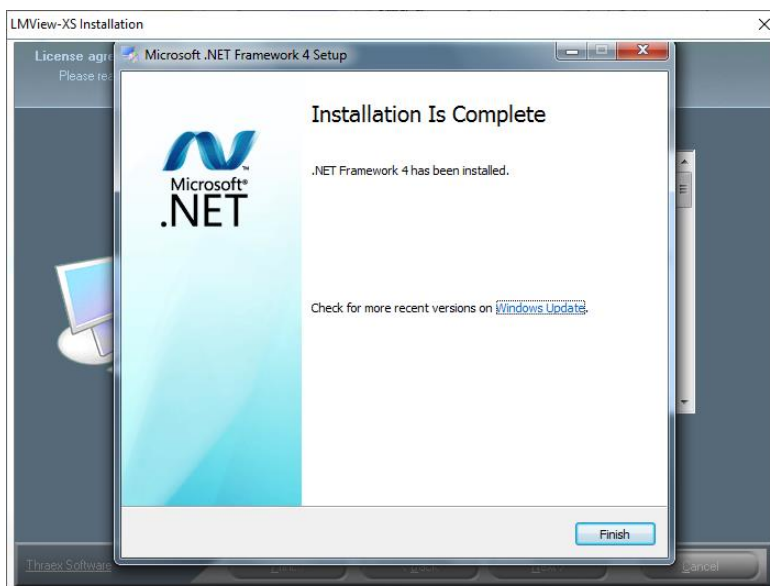 LMView-XS Installation
License agre
Please rea
Microsoft .NET Framework 4 Setup
Installation Is Complete
.NET Framework 4 has been installed.
Microsoft®
.NET
Check for more recent versions on Windows Update.
Finish
Thraex Software
Cancel